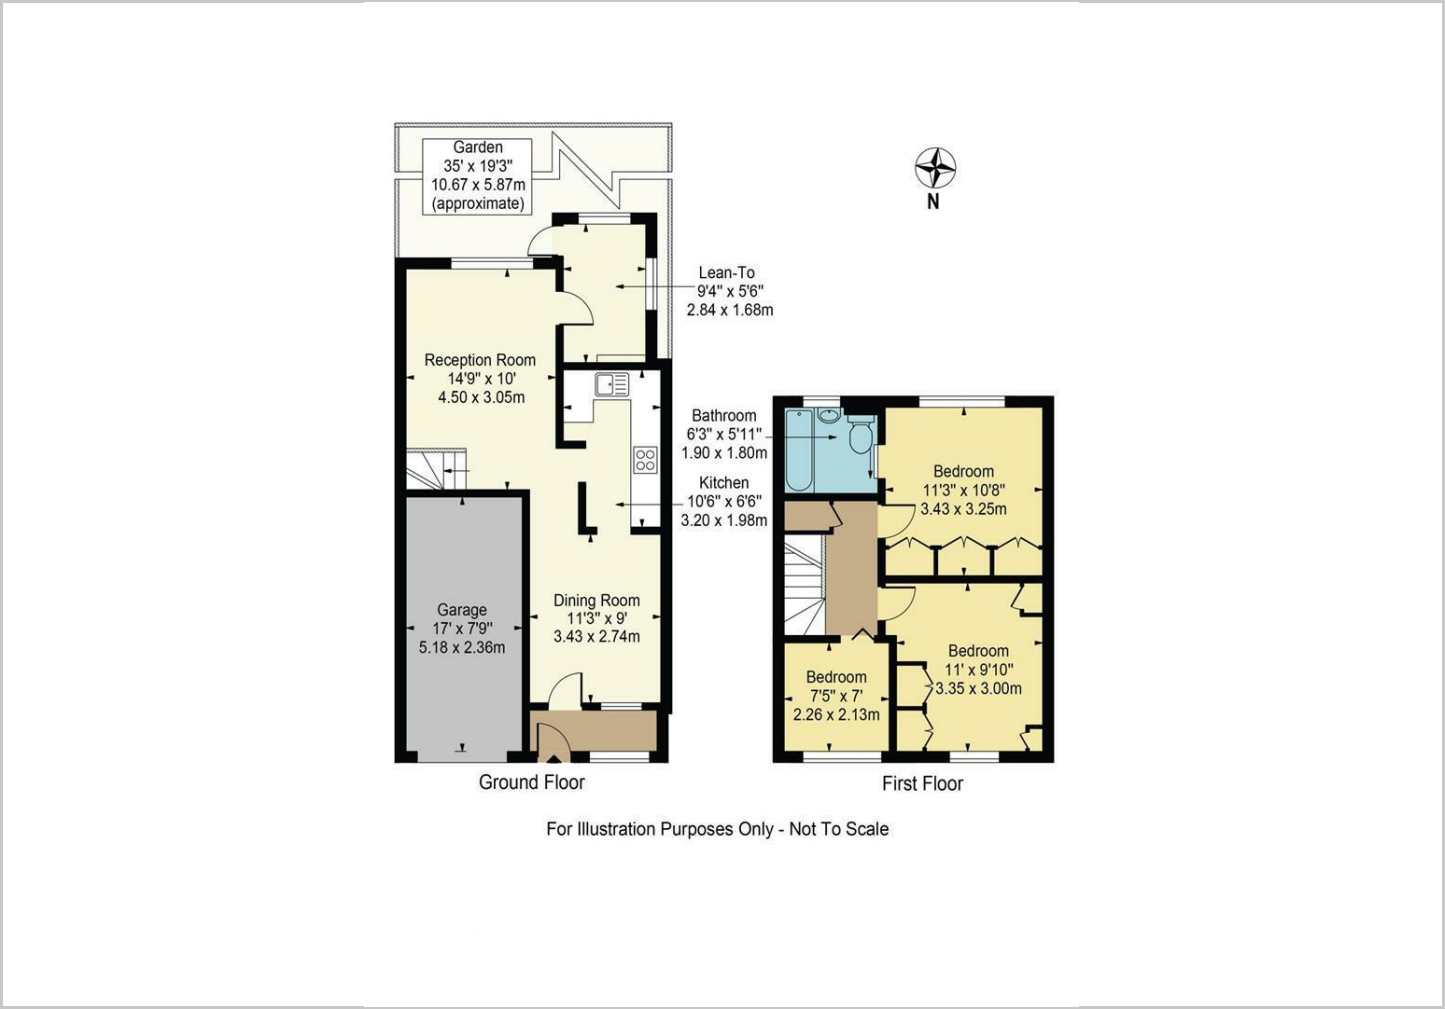 Garden
35' x 19'3"
10.67 x 5.87m
(approximate)
N
Lean-To
9'4" x 5'6"
2.84 x 1.68m
Reception Room
14'9" x 10'
4.50 x 3.05m
Bathroom
6'3" x 5'11"
1.90 x 1.80m
Kitchen
10'6" x 6'6"
3.20 x 1.98m
Bedroom
11'3" x 10'8"
3.43 x 3.25m
Garage
17' x 7'9"
5.18 x 2.36m
Dining Room
11'3" x 9'
3.43 x 2.74m
Bedroom
11' x 9'10"
3.35 x 3.00m
Bedroom
7'5" x 7'
2.26 x 2.13m
Ground Floor
First Floor
For Illustration Purposes Only - Not To Scale